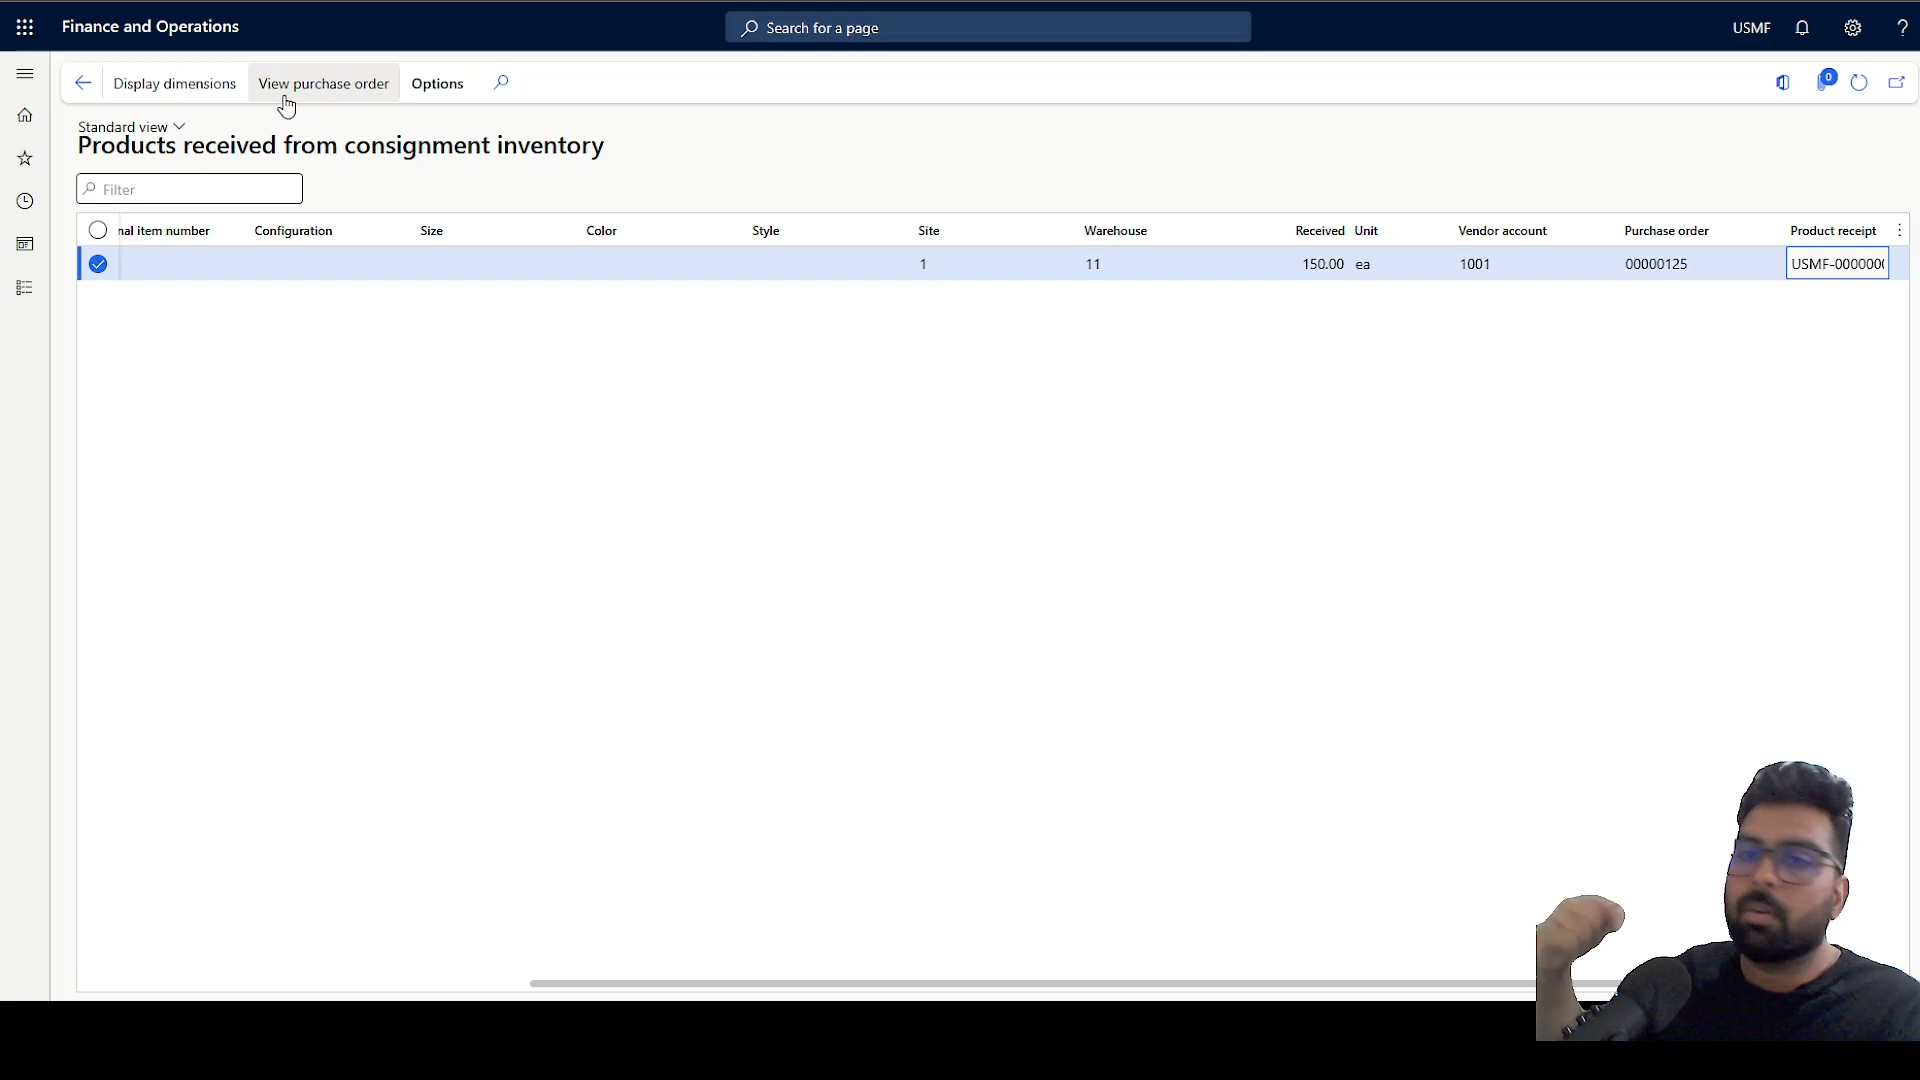 Finance and Operations
Search for a page
USMF
?
Display dimensions
View purchase order
Options
0
Standard view
Products received from consignment inventory
Filter
nal item number Configuration Size Color Style Site Warehouse Received Unit Vendor account Purchase order Product receipt
1 11 150.00 ea 1001 00000125 USMF-000000